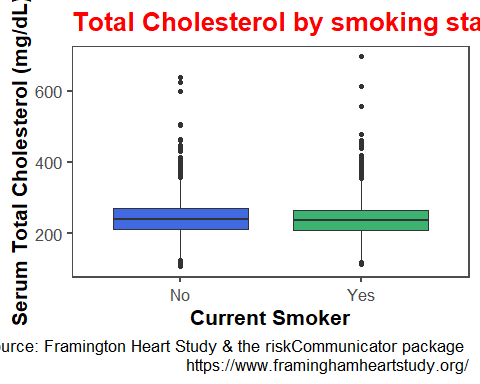 Total Cholesterol by smoking sta
Serum Total Cholesterol (mg/dL)
600
400
200
No
Yes
Current Smoker
urce: Framington Heart Study & the riskCommunicator package
https://www.framinghamheartstudy.org/